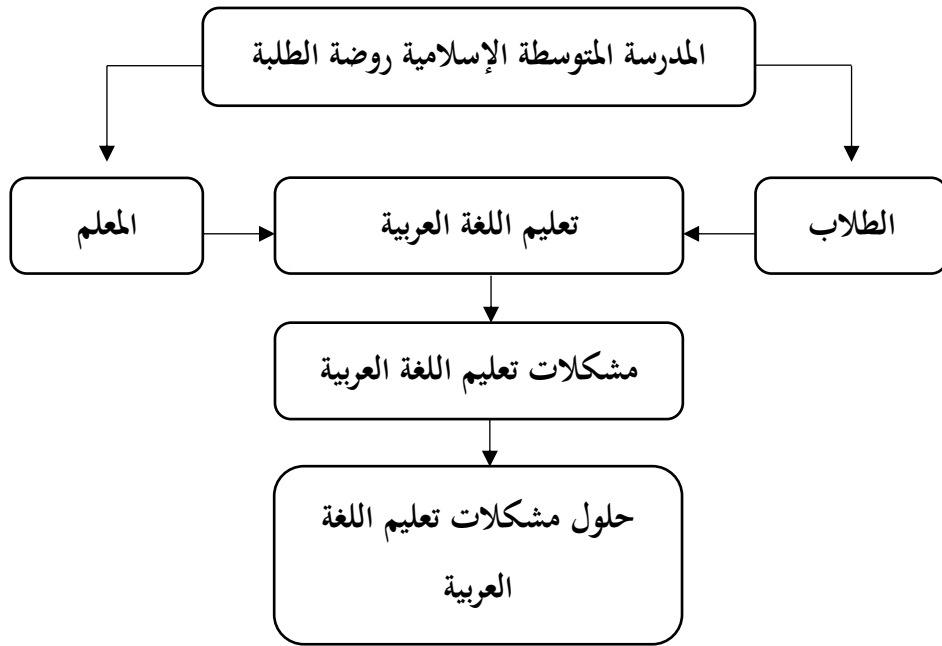 المدرسة المتوسطة الإسلامية روضة الطلبة
الطلاب
تعليم اللغة العربية
المعلم
مشكلات تعليم اللغة العربية
حلول مشكلات تعليم اللغة
العربية